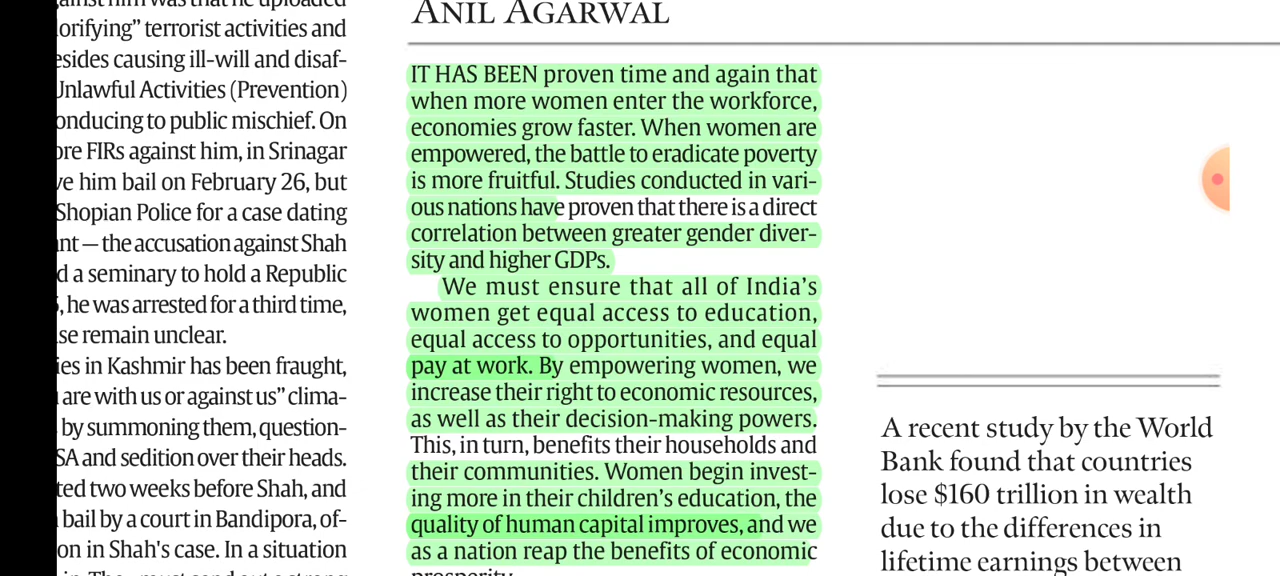 orifying” terrorist activities and
esides causing ill-will and disaf-
Unlawful Activities (Prevention)
onducing to public mischief. On
ore FIRs against him, in Srinagar
ve him bail on February 26, but
Shopian Police for a case dating
nt — the accusation against Shah
d a seminary to hold a Republic
, he was arrested for a third time,
se remain unclear.
ies in Kashmir has been fraught,
are with us or against us” clima-
by summoning them, question-
SA and sedition over their heads.
ted two weeks before Shah, and
bail by a court in Bandipora, of-
on in Shah's case. In a situation
ANIL AGARWAL
IT HAS BEEN proven time and again that
when more women enter the workforce,
economies grow faster. When women are
empowered, the battle to eradicate poverty
is more fruitful. Studies conducted in vari-
ous nations have proven that there is a direct
correlation between greater gender diver-
sity and higher GDPs.
We must ensure that all of India’s
women get equal access to education,
equal access to opportunities, and equal
pay at work. By empowering women, we
increase their right to economic resources,
as well as their decision-making powers.
This, in turn, benefits their households and
their communities. Women begin invest-
ing more in their children’s education, the
quality of human capital improves, and we
as a nation reap the benefits of economic
prosperity.
A recent study by the World
Bank found that countries
lose $160 trillion in wealth
due to the differences in
lifetime earnings between